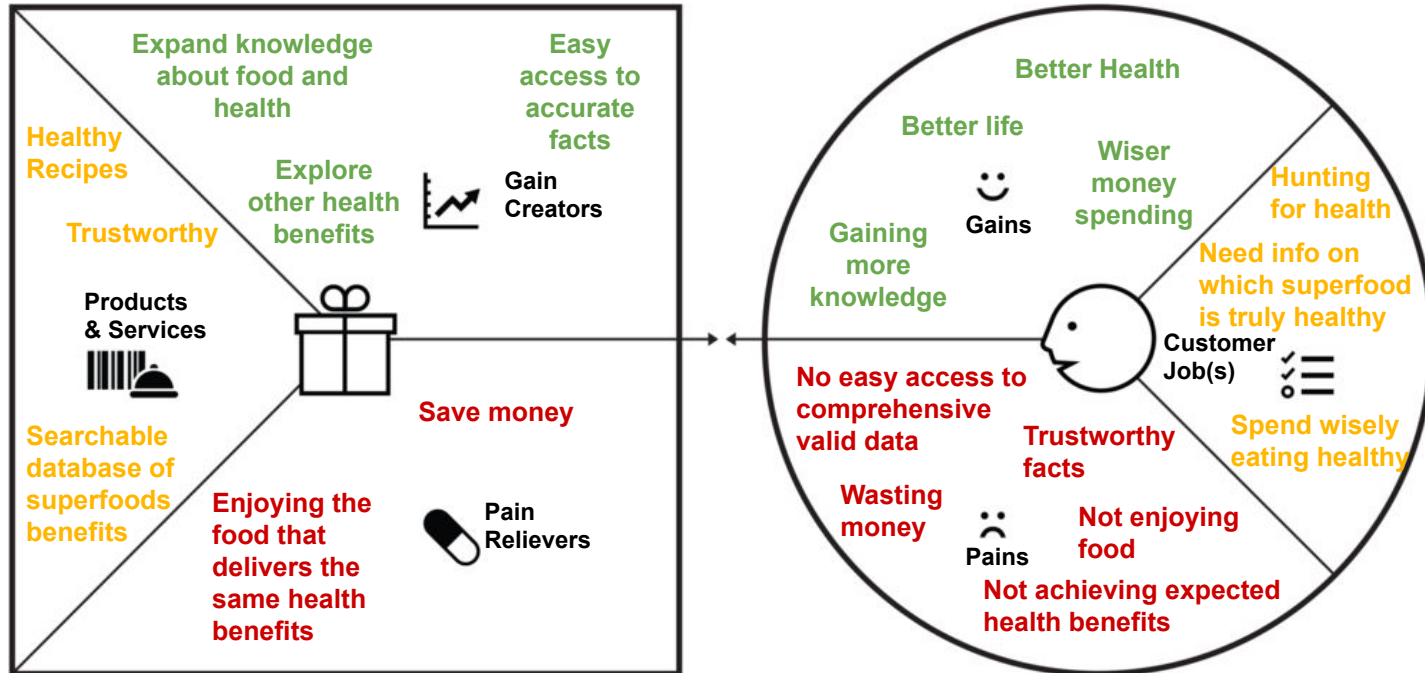 Expand knowledge
about food and
health
Easy
access to
accurate
facts
Healthy
Recipes
Explore
other health
benefits
Gain
Creators
Trustworthy
Products
& Services
Save money
Searchable
database of
superfoods
benefits
Enjoying the
food that
delivers the
same health
benefits
Pain
Relievers
Better Health
Better life
Wiser
money
spending
Gains
Gaining
more
knowledge
Hunting
for health
Need info on
which superfood
is truly healthy
Customer
Job(s)
Spend wisely
eating healthy
No easy access to
comprehensive
valid data
Trustworthy
facts
Wasting
money
Pains
Not enjoying
food
Not achieving expected
health benefits